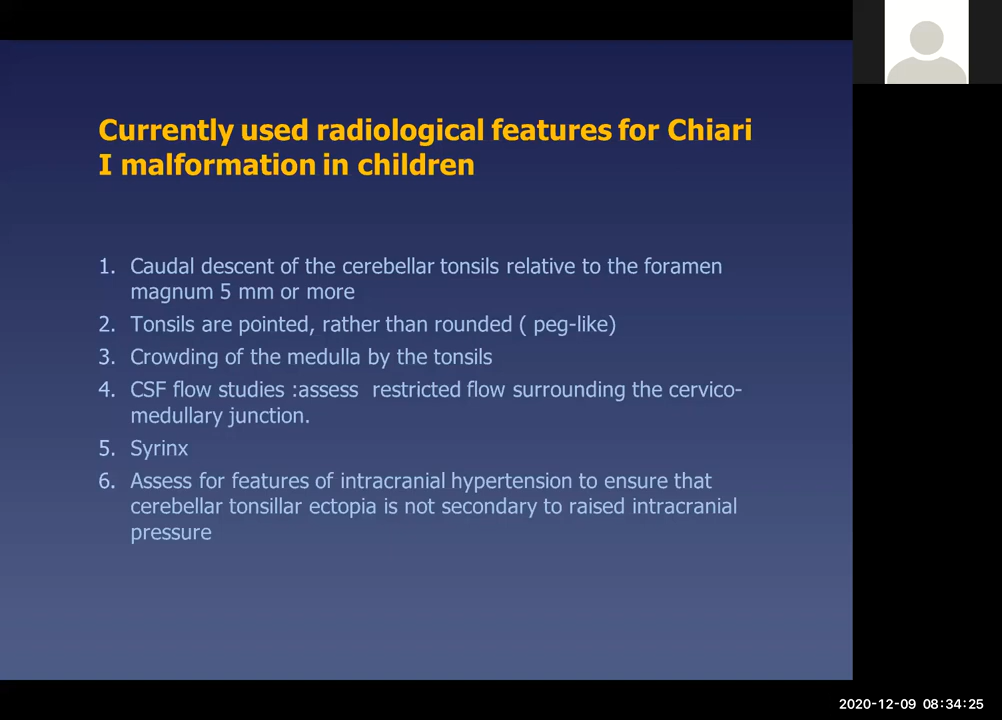 Currently used radiological features for Chiari
I malformation in children
1. Caudal descent of the cerebellar tonsils relative to the foramen
magnum 5 mm or more
2. Tonsils are pointed, rather than rounded ( peg-like)
3. Crowding of the medulla by the tonsils
4. CSF flow studies :assess  restricted flow surrounding the cervico-
medullary junction.
5. Syrinx
6. Assess for features of intracranial hypertension to ensure that
cerebellar tonsillar ectopia is not secondary to raised intracranial
pressure
2020-12-09 08:34:25